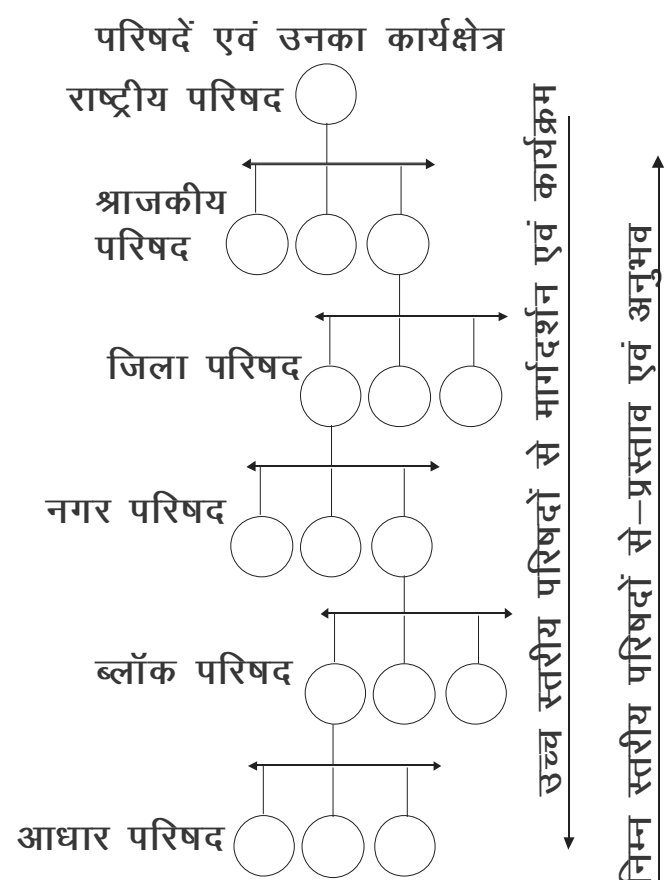 परिषदें एवं उनका कार्यक्षेत्र
राष्ट्रीय परिषद
श्राजकीय
परिषद
जिला परिषद
नगर परिषद
ब्लॉक परिषद
आधार परिषद
उच्च स्तरीय परिषदों से मार्गदर्शन एवं कार्यक्रम
निम्न स्तरीय परिषदों से–प्रस्ताव एवं अनुभव